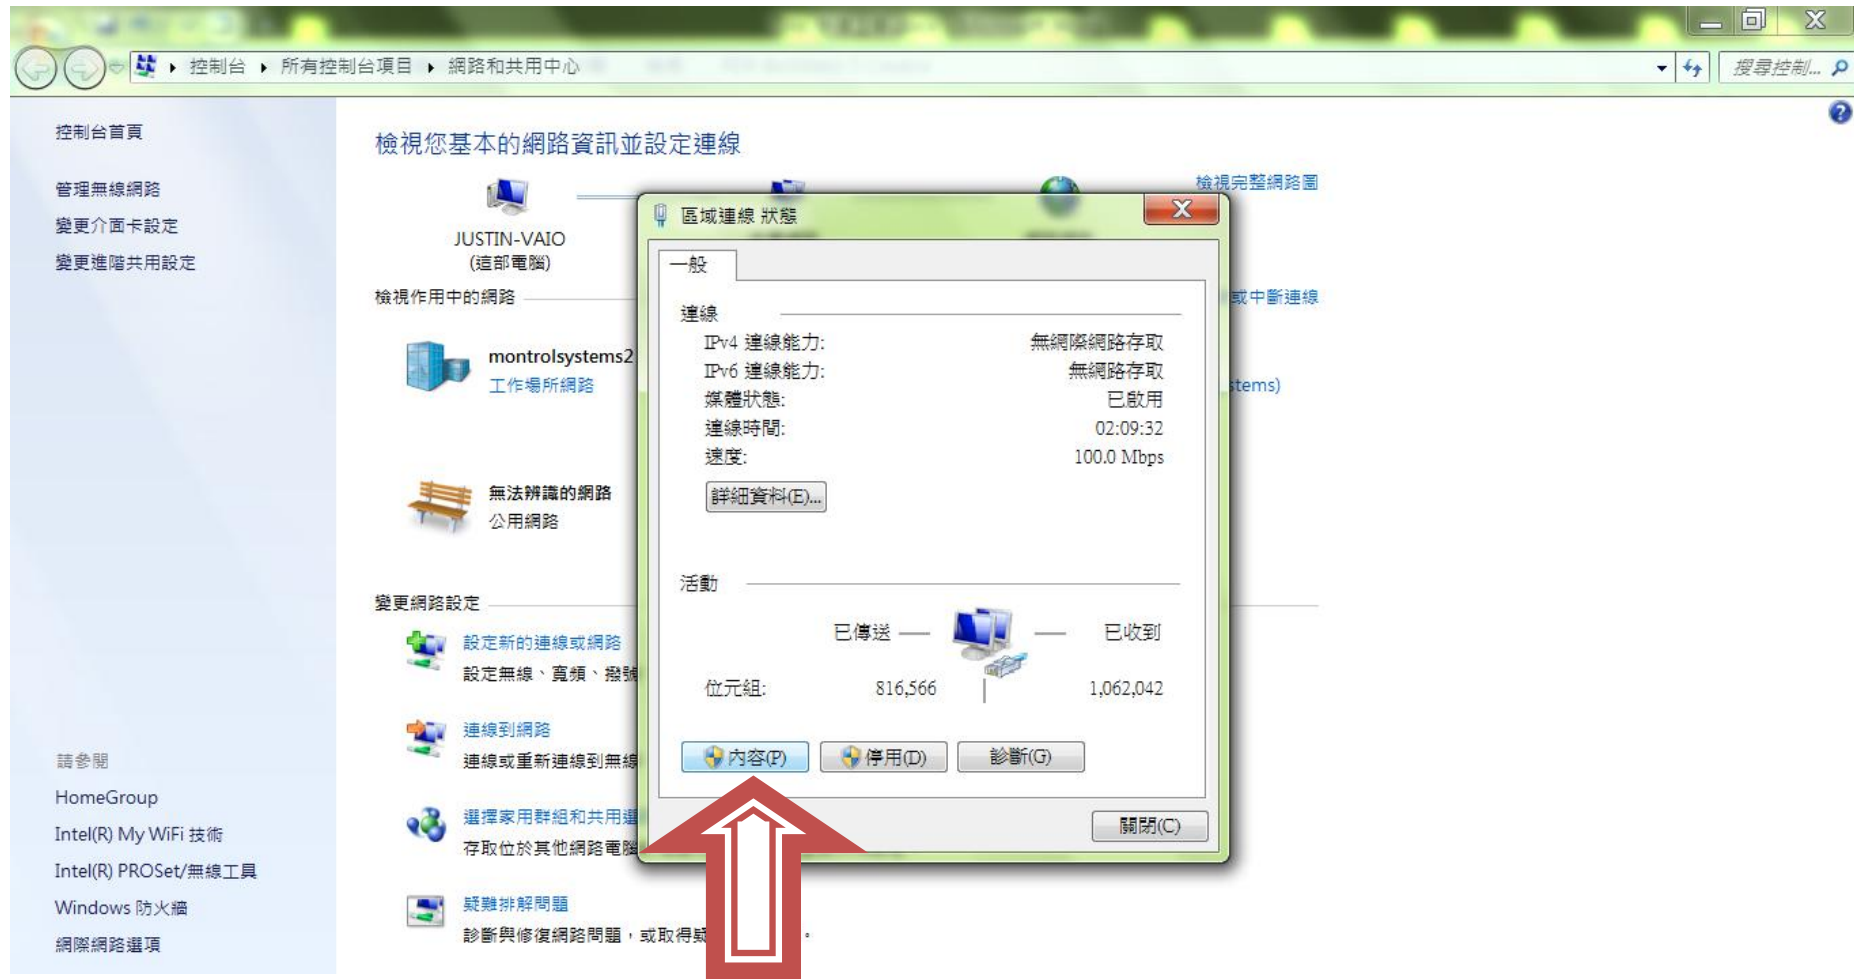 控制台 ▸ 所有控制台項目 ▸ 網路和共用中心
搜尋控制...
控制台首頁
管理無線網路
變更介面卡設定
變更進階共用設定
請參閱
HomeGroup
Intel(R) My WiFi 技術
Intel(R) PROSet/無線工具
Windows 防火牆
網際網路選項
檢視您基本的網路資訊並設定連線
檢視完整網路圖
JUSTIN-VAIO
(這部電腦)
檢視作用中的網路
或中斷連線
montrolsystems2
工作場所網路
stems)
無法辨識的網路
公用網路
變更網路設定
設定新的連線或網路
設定無線、寬頻、撥號
連線到網路
連線或重新連線到無線
選擇家用群組和共用選
存取位於其他網路電腦
疑難排解問題
診斷與修復網路問題，或取得疑
區域連線 狀態
一般
連線
IPv4 連線能力: 無網際網路存取
IPv6 連線能力: 無網路存取
媒體狀態: 已啟用
連線時間: 02:09:32
速度: 100.0 Mbps
詳細資料(E)...
活動
已傳送 — — 已收到
位元組: 816,566 | 1,062,042
內容(P) 停用(D) 診斷(G)
關閉(C)